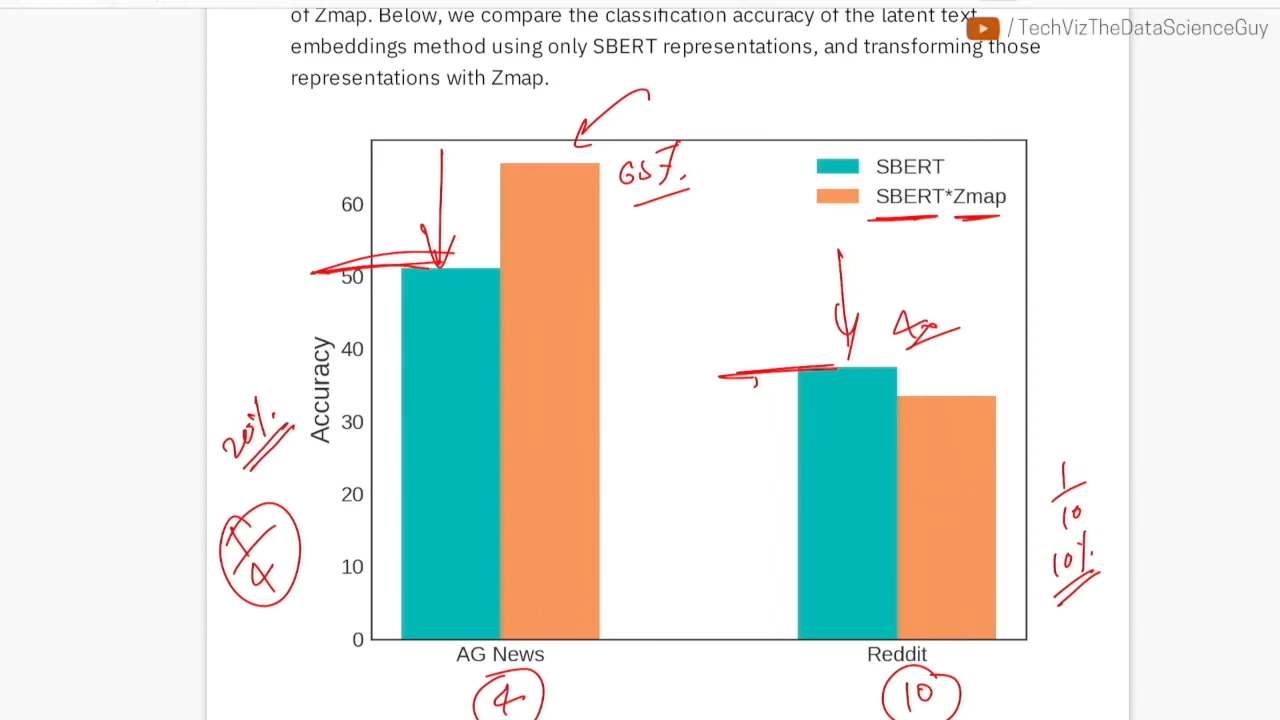 of Zmap. Below, we compare the classification accuracy of the latent text
/ TechVizTheDataScienceGuy
embeddings method using only SBERT representations, and transforming those
representations with Zmap.
SBERT
SBERT*Zmap
60
50
40
30
20
10
0
Accuracy
AG News
Reddit
20%.
1/4
1
10
10%.
4
10